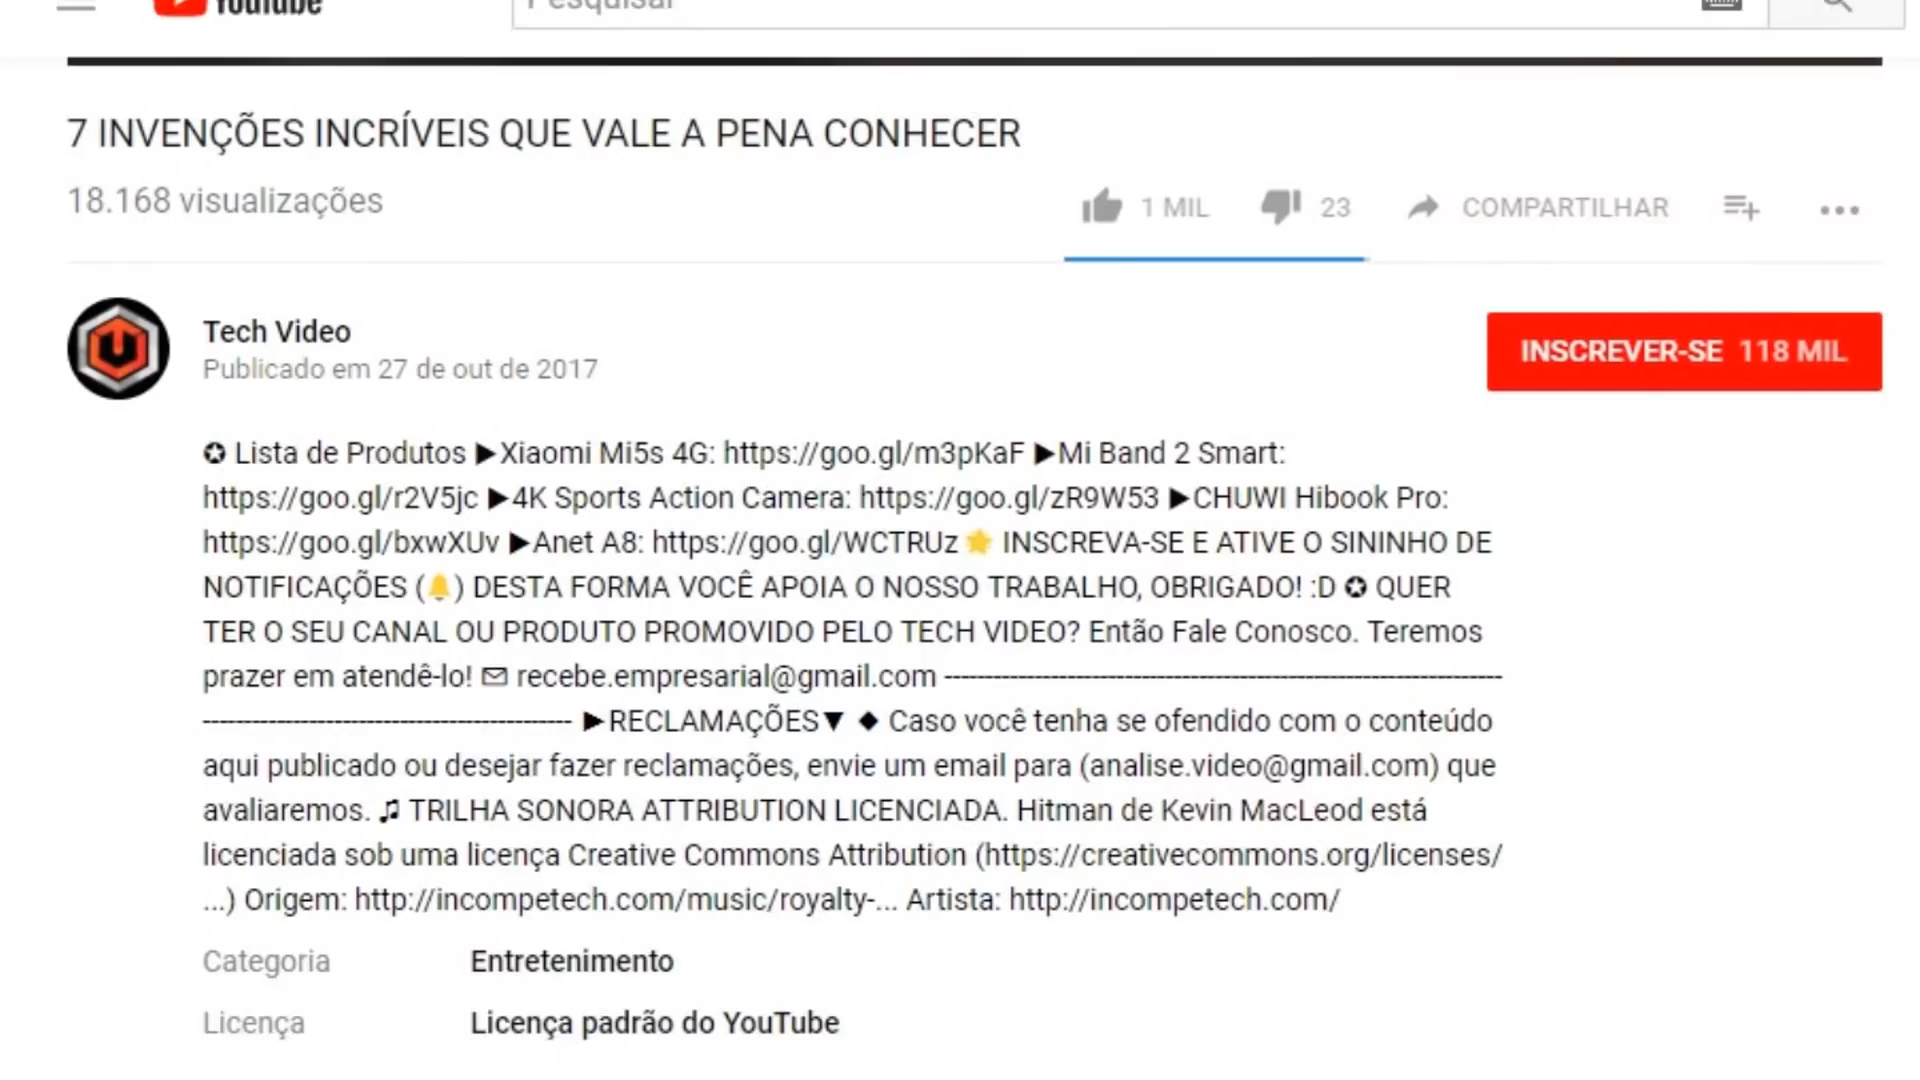 YouTube
Pesquisar
7 INVENÇÕES INCRÍVEIS QUE VALE A PENA CONHECER
18.168 visualizações
1 MIL 23 COMPARTILHAR
Tech Video
Publicado em 27 de out de 2017
INSCREVER-SE 118 MIL
✪ Lista de Produtos ►Xiaomi Mi5s 4G: https://goo.gl/m3pKaF ►Mi Band 2 Smart:
https://goo.gl/r2V5jc ►4K Sports Action Camera: https://goo.gl/zR9W53 ►CHUWI Hibook Pro:
https://goo.gl/bxwXUv ►Anet A8: https://goo.gl/WCTRUz ⭐ INSCREVA-SE E ATIVE O SININHO DE
NOTIFICAÇÕES (🔔) DESTA FORMA VOCÊ APOIA O NOSSO TRABALHO, OBRIGADO! :D ✪ QUER
TER O SEU CANAL OU PRODUTO PROMOVIDO PELO TECH VIDEO? Então Fale Conosco. Teremos
prazer em atendê-lo! ✉ recebe.empresarial@gmail.com ----------------------------------------------------------------------
---------------------------------------------- ►RECLAMAÇÕES▼ ◆ Caso você tenha se ofendido com o conteúdo
aqui publicado ou desejar fazer reclamações, envie um email para (analise.video@gmail.com) que
avaliaremos. ♫ TRILHA SONORA ATTRIBUTION LICENCIADA. Hitman de Kevin MacLeod está
licenciada sob uma licença Creative Commons Attribution (https://creativecommons.org/licenses/
...) Origem: http://incompetech.com/music/royalty-... Artista: http://incompetech.com/
Categoria Entretenimento
Licença Licença padrão do YouTube